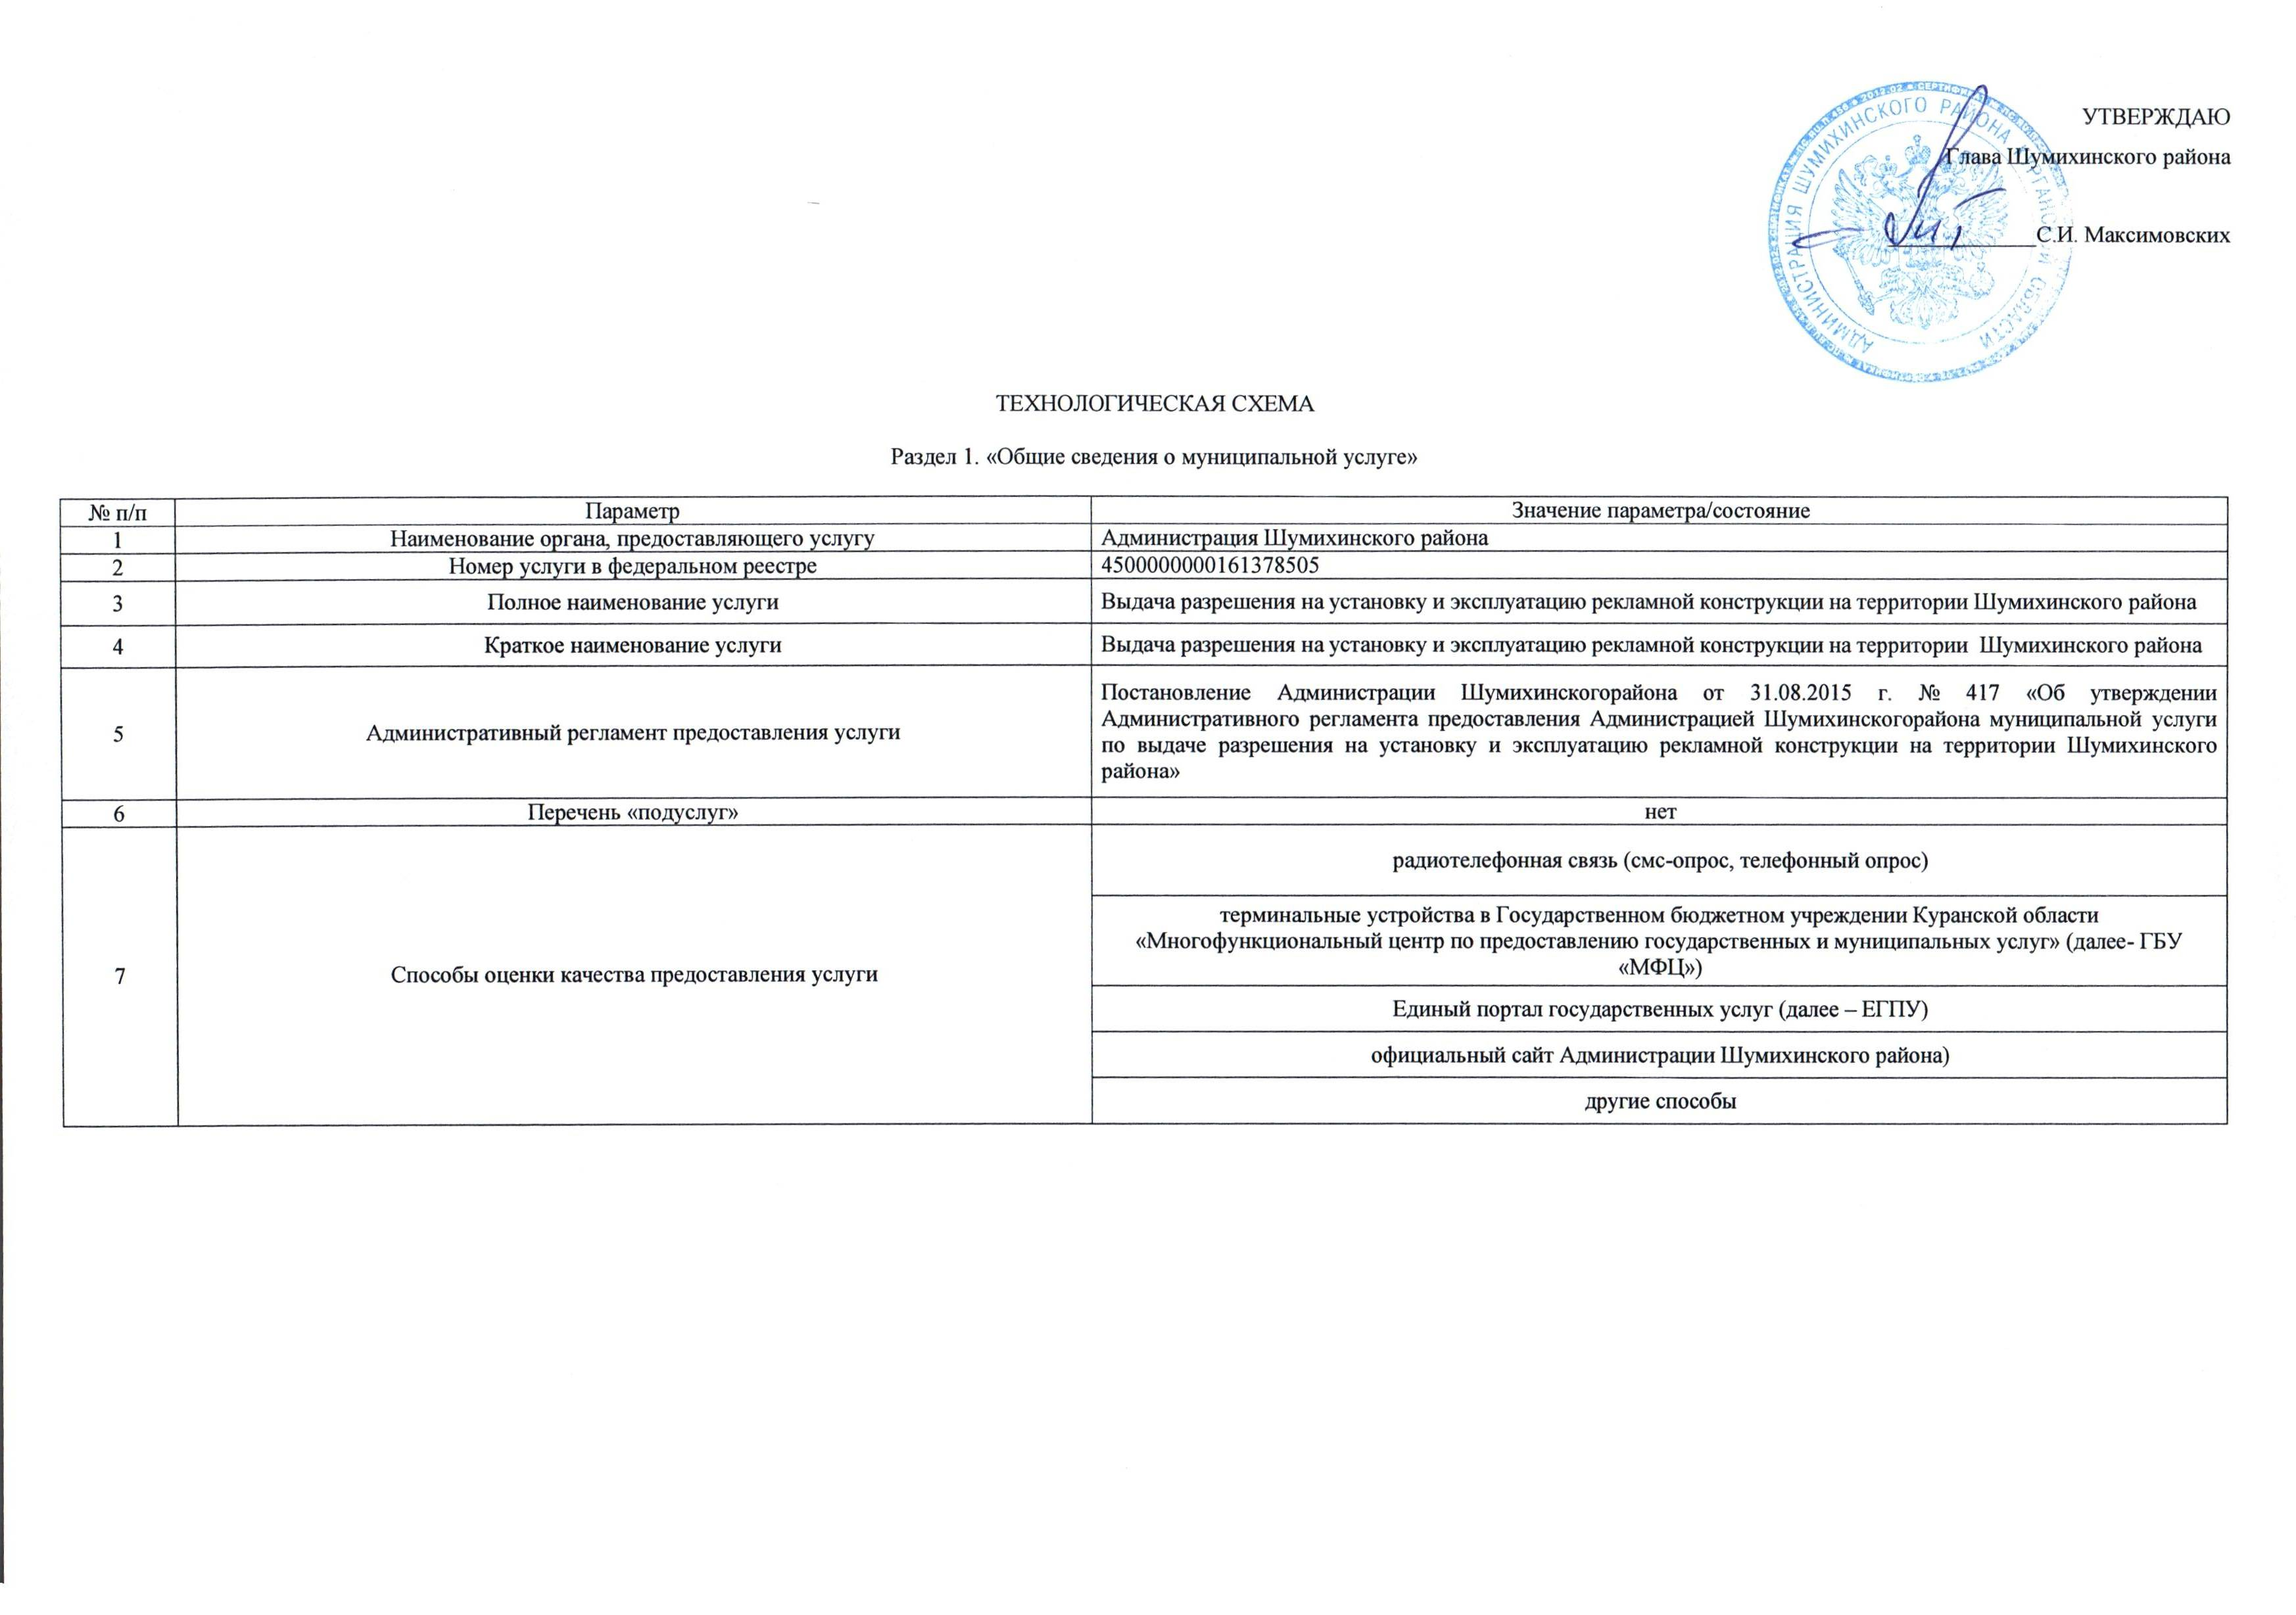 УТВЕРЖДАЮ
Глава Шумихинского района
С.И. Максимовских
АДМИНИСТРАЦИЯ ШУМИХИНСКОГО РАЙОНА КУРГАНСКОЙ ОБЛАСТИ
ТЕХНОЛОГИЧЕСКАЯ СХЕМА
Раздел 1. «Общие сведения о муниципальной услуге»
№ п/п Параметр Значение параметра/состояние
1 Наименование органа, предоставляющего услугу Администрация Шумихинского района
2 Номер услуги в федеральном реестре 4500000000161378505
3 Полное наименование услуги Выдача разрешения на установку и эксплуатацию рекламной конструкции на территории Шумихинского района
4 Краткое наименование услуги Выдача разрешения на установку и эксплуатацию рекламной конструкции на территории Шумихинского района
5 Административный регламент предоставления услуги
Постановление Администрации Шумихинскогорайона от 31.08.2015 г. № 417 «Об утверждении
Административного регламента предоставления Администрацией Шумихинскогорайона муниципальной услуги
по выдаче разрешения на установку и эксплуатацию рекламной конструкции на территории Шумихинского
района»
6 Перечень «подуслуг» нет
7 Способы оценки качества предоставления услуги
радиотелефонная связь (смс-опрос, телефонный опрос)
терминальные устройства в Государственном бюджетном учреждении Куранской области
«Многофункциональный центр по предоставлению государственных и муниципальных услуг» (далее- ГБУ
«МФЦ»)
Единый портал государственных услуг (далее – ЕГПУ)
официальный сайт Администрации Шумихинского района)
другие способы